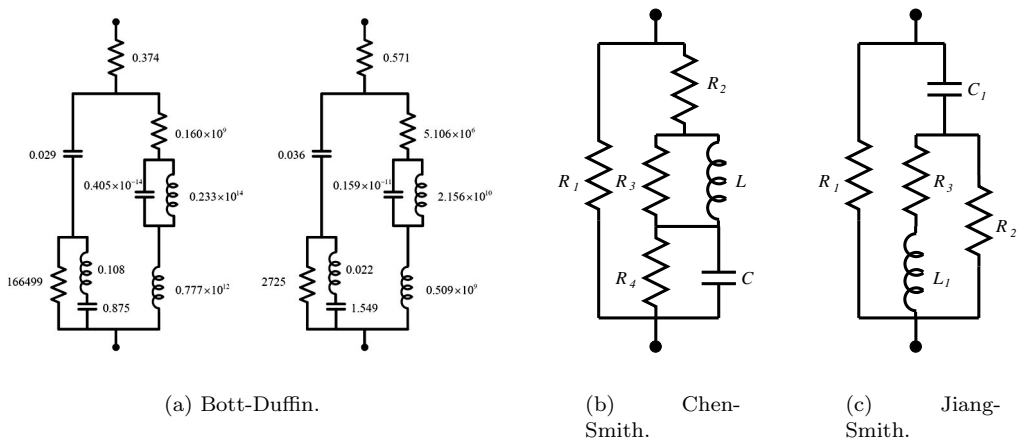 0.374
0.029
0.160×10⁹
0.405×10⁻¹⁴
0.233×10¹⁴
166499
0.108
0.875
0.777×10¹²
0.571
0.036
5.106×10⁶
0.159×10⁻¹¹
2.156×10¹⁰
2725
0.022
1.549
0.509×10⁹
(a) Bott-Duffin.
R₂
R₁
R₃
L
R₄
C
(b) Chen-
Smith.
C₁
R₁
R₃
R₂
L₁
(c) Jiang-
Smith.